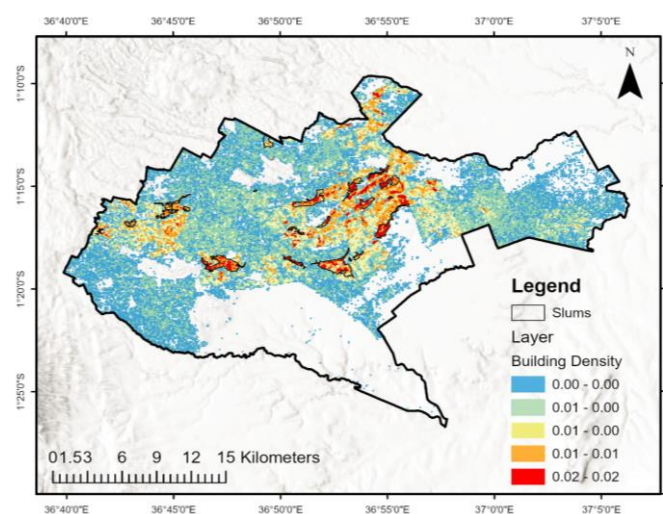 36°40'0"E 36°45'0"E 36°50'0"E 36°55'0"E 37°0'0"E 37°5'0"E
N
1°10'0"S
1°15'0"S
1°20'0"S
1°25'0"S
Legend
Slums
Layer
Building Density
0.00 - 0.00
0.01 - 0.00
0.01 - 0.00
0.01 - 0.01
0.02 - 0.02
01.53 6 9 12 15 Kilometers
36°40'0"E 36°45'0"E 36°50'0"E 36°55'0"E 37°0'0"E 37°5'0"E